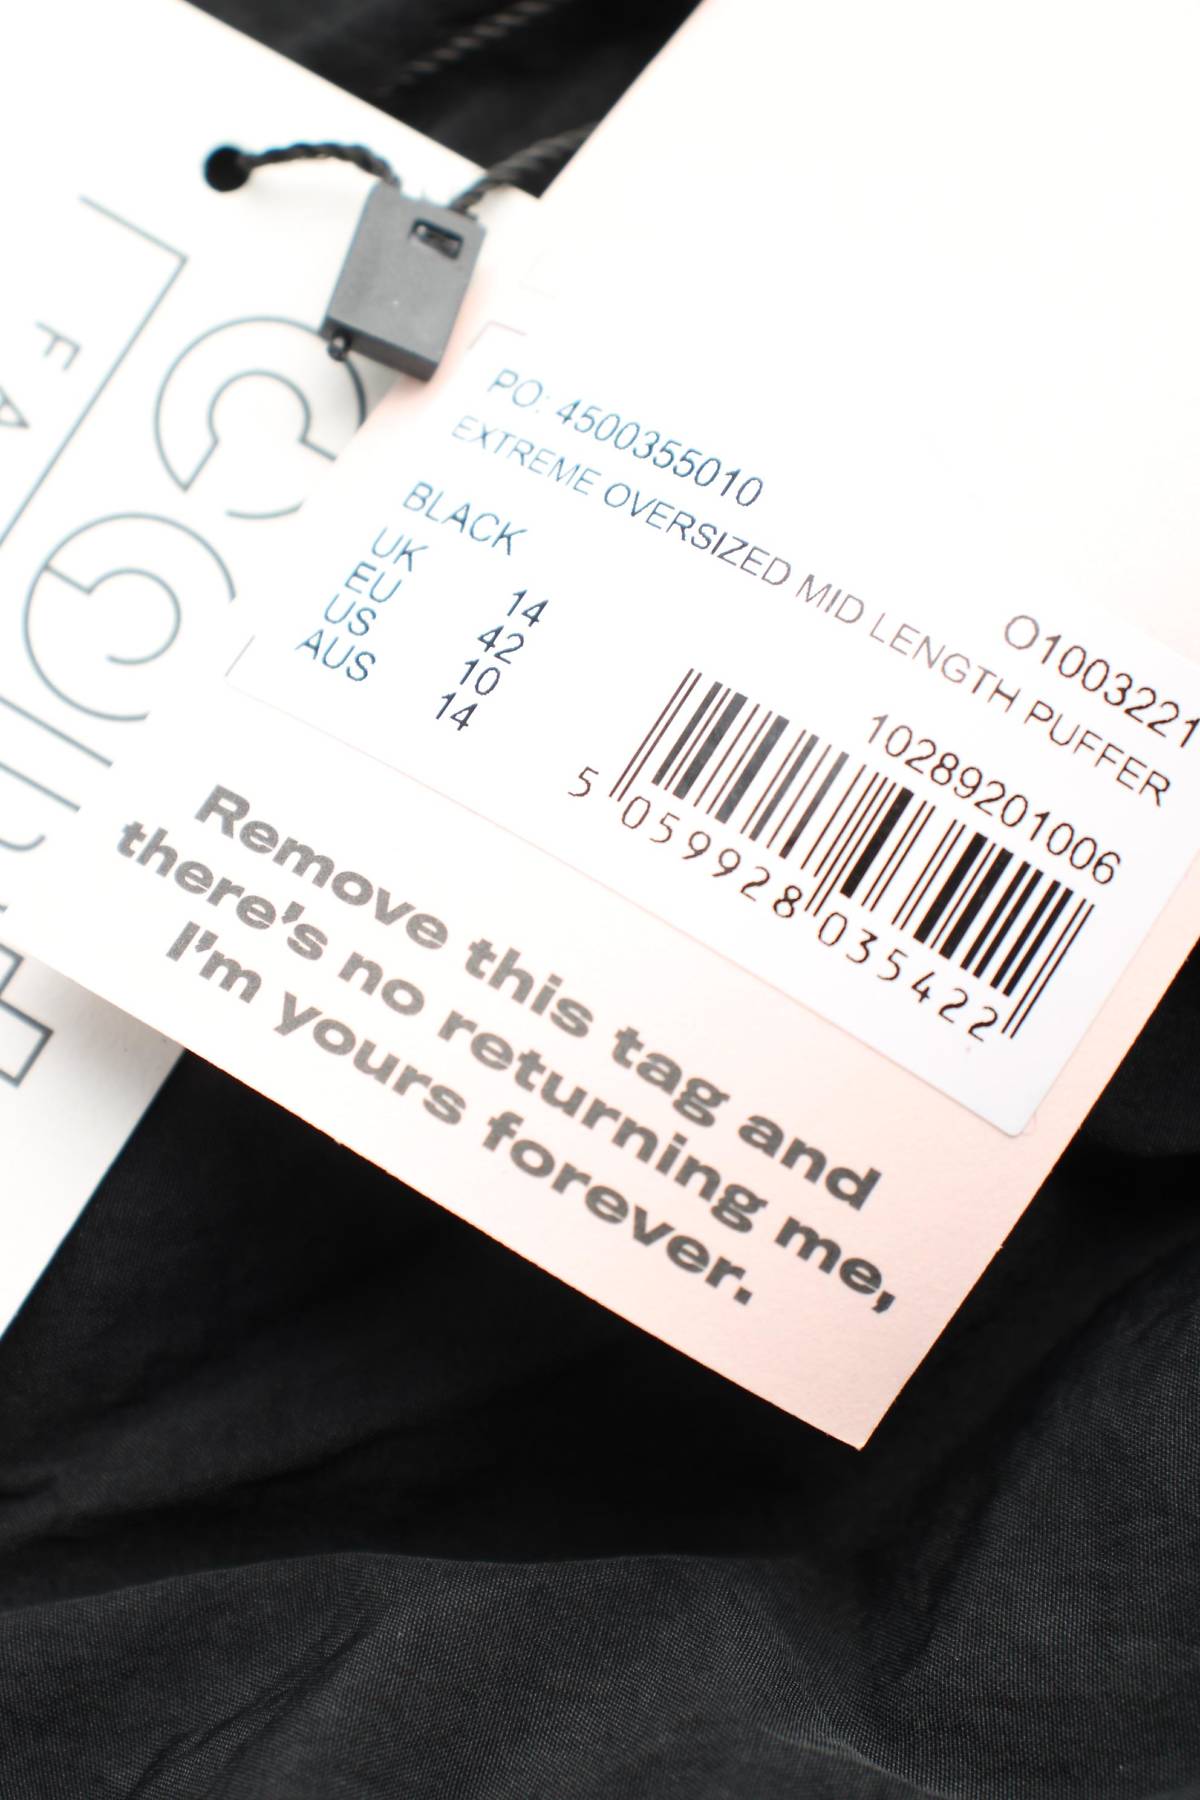 PO: 4500355010
O1003221
EXTREME OVERSIZED MID LENGTH PUFFER
BLACK
10289201006
UK 14
EU 42
US 10
AUS 14
5 059928 035422
Remove this tag and
there's no returning me,
I'm yours forever.